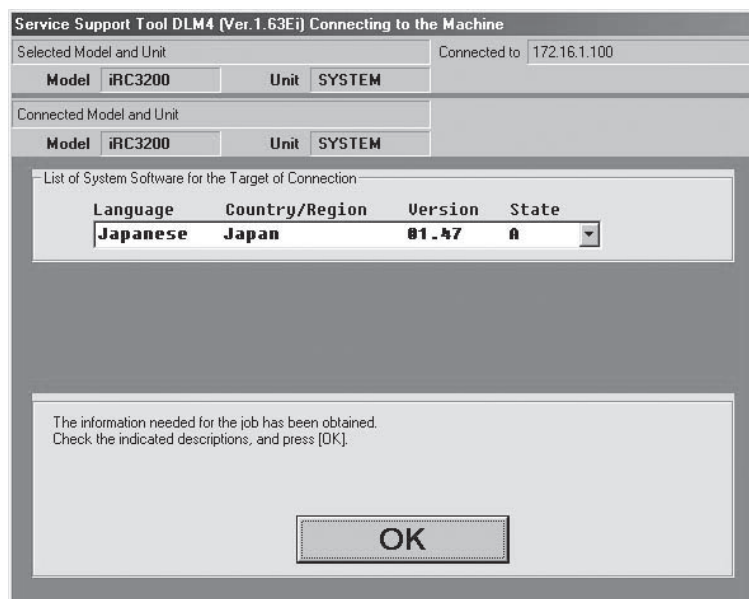 Service Support Tool DLM4 (Ver.1.63Ei) Connecting to the Machine
Selected Model and Unit
Connected to 172.16.1.100
Model iRC3200 Unit SYSTEM
Connected Model and Unit
Model iRC3200 Unit SYSTEM
List of System Software for the Target of Connection
Language Country/Region Version State
Japanese Japan 01.47 A
The information needed for the job has been obtained.
Check the indicated descriptions, and press [OK].
OK